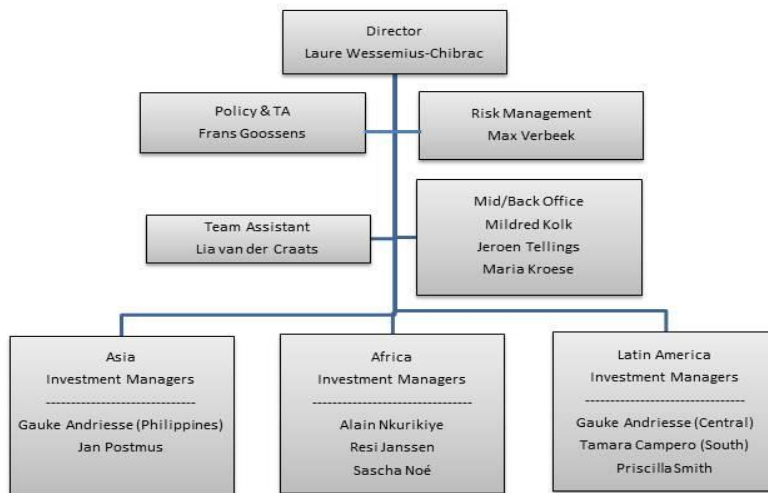 Director
Laure Wessemius-Chibrac
Policy & TA
Frans Goossens
Risk Management
Max Verbeek
Team Assistant
Lia van der Craats
Mid/Back Office
Mildred Kolk
Jeroen Tellings
Maria Kroese
Asia
Investment Managers
------------------------------
Gauke Andriesse (Philippines)
Jan Postmus
Africa
Investment Managers
---------------------------
Alain Nkurikiye
Resi Janssen
Sascha Noé
Latin America
Investment Managers
---------------------------
Gauke Andriesse (Central)
Tamara Campero (South)
Priscilla Smith